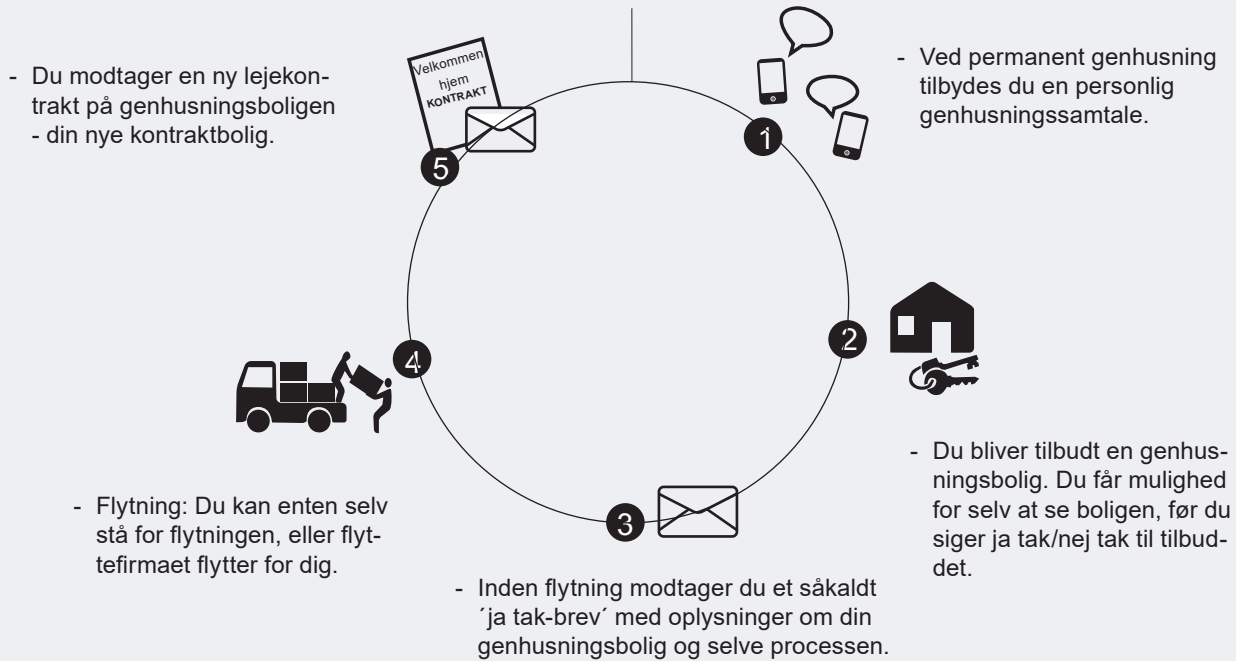 - Ved permanent genhusning
tilbydes du en personlig
genhusningssamtale.
1
2
- Du bliver tilbudt en genhus-
ningsbolig. Du får mulighed
for selv at se boligen, før du
siger ja tak/nej tak til tilbud-
det.
3
- Inden flytning modtager du et såkaldt
´ja tak-brev´ med oplysninger om din
genhusningsbolig og selve processen.
4
- Flytning: Du kan enten selv
stå for flytningen, eller flyt-
tefirmaet flytter for dig.
5
Velkommen
hjem
KONTRAKT
- Du modtager en ny lejekon-
trakt på genhusningsboligen
- din nye kontraktbolig.